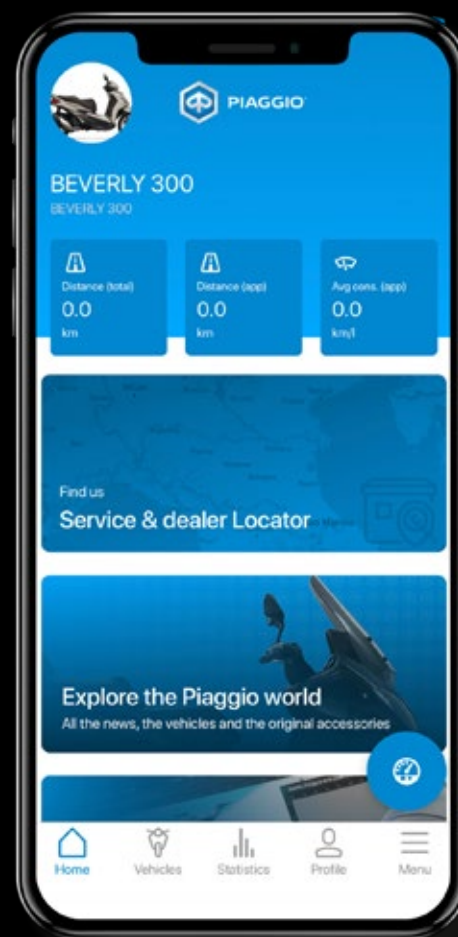 PIAGGIO
BEVERLY 300
BEVERLY 300
Distance (total)
0.0
km
Distance (app)
0.0
km
Avg cons. (app)
0.0
km/l
Find us
Service & dealer Locator
Explore the Piaggio world
All the news, the vehicles and the original accessories
Home
Vehicles
Statistics
Profile
Menu